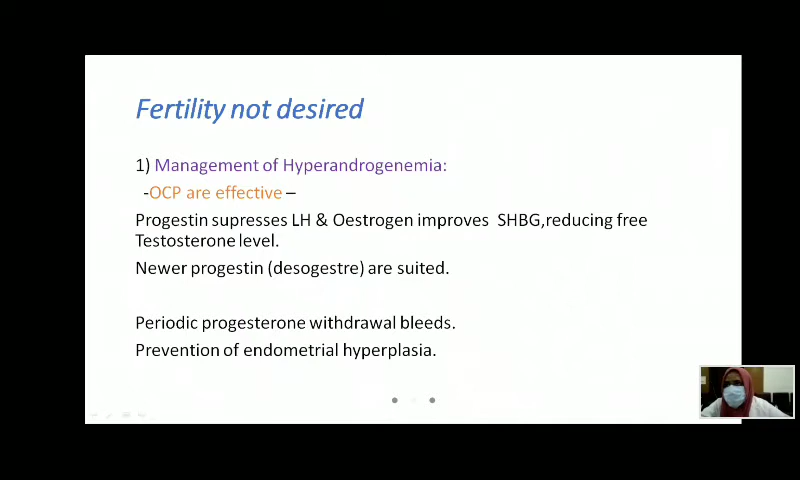 Fertility not desired
1) Management of Hyperandrogenemia:
-OCP are effective –
Progestin supresses LH & Oestrogen improves SHBG,reducing free
Testosterone level.
Newer progestin (desogestre) are suited.
Periodic progesterone withdrawal bleeds.
Prevention of endometrial hyperplasia.